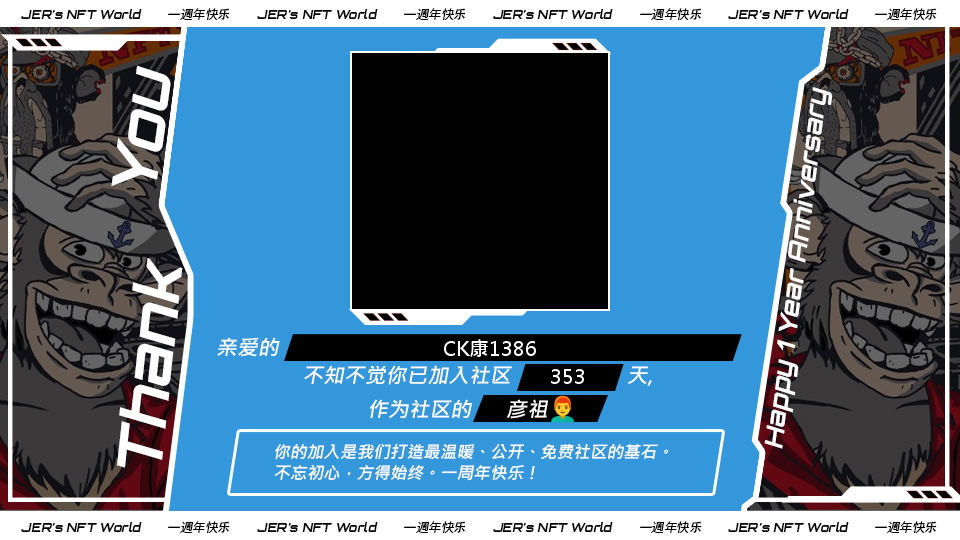 JER's NFT World 一週年快乐 JER's NFT World 一週年快乐 JER's NFT World 一週年快乐 JER's NFT World 一週年快乐
Thank You
Happy 1 Year Anniversary
亲爱的 CK康1386
不知不觉你已加入社区 353 天,
作为社区的 彦祖👨‍🦰
你的加入是我们打造最温暖、公开、免费社区的基石。
不忘初心，方得始终。一周年快乐！
JER's NFT World 一週年快乐 JER's NFT World 一週年快乐 JER's NFT World 一週年快乐 JER's NFT World 一週年快乐